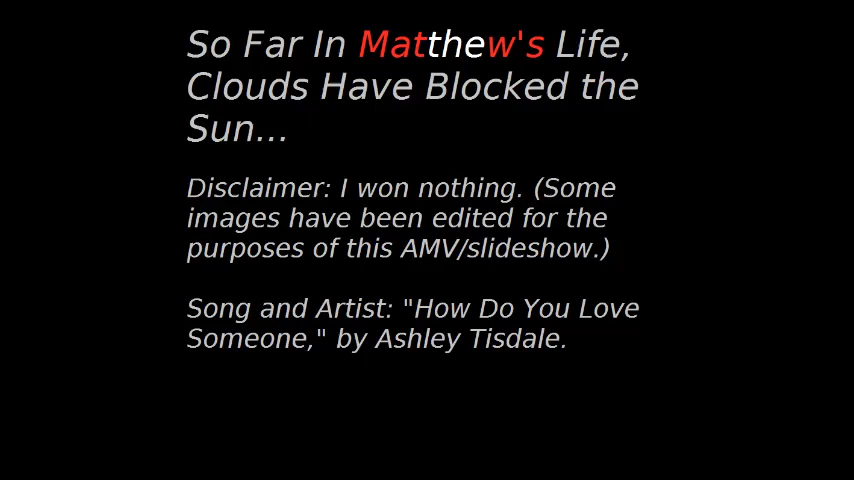 So Far In Matthew's Life,
Clouds Have Blocked the
Sun...
Disclaimer: I won nothing. (Some
images have been edited for the
purposes of this AMV/slideshow.)
Song and Artist: "How Do You Love
Someone," by Ashley Tisdale.